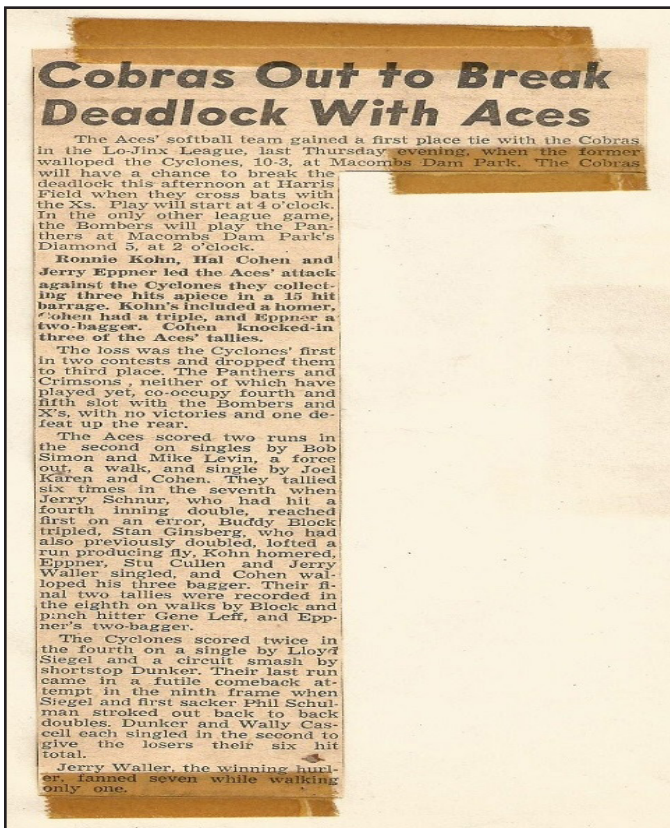 Cobras Out to Break
Deadlock With Aces
The Aces' softball team gained a first place tie with the Cobras
in the Lo-Jinx League, last Thursday evening, when the former
walloped the Cyclones, 10-3, at Macombs Dam Park. The Cobras
will have a chance to break the
deadlock this afternoon at Harris
Field when they cross bats with
the Xs. Play will start at 4 o'clock.
In the only other league game,
the Bombers will play the Pan-
thers at Macombs Dam Park's
Diamond 5, at 2 o'clock.
Ronnie Kohn, Hal Cohen and
Jerry Eppner led the Aces' attack
against the Cyclones they collect-
ing three hits apiece in a 15 hit
barrage. Kohn's included a homer,
Cohen had a triple, and Eppner a
two-bagger. Cohen knocked-in
three of the Aces' tallies.
The loss was the Cyclones' first
in two contests and dropped them
to third place. The Panthers and
Crimsons , neither of which have
played yet, co-occupy fourth and
fifth slot with the Bombers and
X's, with no victories and one de-
feat up the rear.
The Aces scored two runs in
the second on singles by Bob
Simon and Mike Levin, a force
out, a walk, and single by Joel
Karen and Cohen. They tallied
six times in the seventh when
Jerry Schnur, who had hit a
fourth inning double, reached
first on an error, Buddy Block
tripled, Stan Ginsberg, who had
also previously doubled, lofted a
run producing fly, Kohn homered,
Eppner, Stu Cullen and Jerry
Waller singled, and Cohen wal-
loped his three bagger. Their fi-
nal two tallies were recorded in
the eighth on walks by Block and
pinch hitter Gene Leff, and Epp-
ner's two-bagger.
The Cyclones scored twice in
the fourth on a single by Lloyd
Siegel and a circuit smash by
shortstop Dunker. Their last run
came in a futile comeback at-
tempt in the ninth frame when
Siegel and first sacker Phil Schul-
man stroked out back to back
doubles. Dunker and Wally Cas-
cell each singled in the second to
give the losers their six hit
total.
Jerry Waller, the winning hurl-
er, fanned seven while walking
only one.